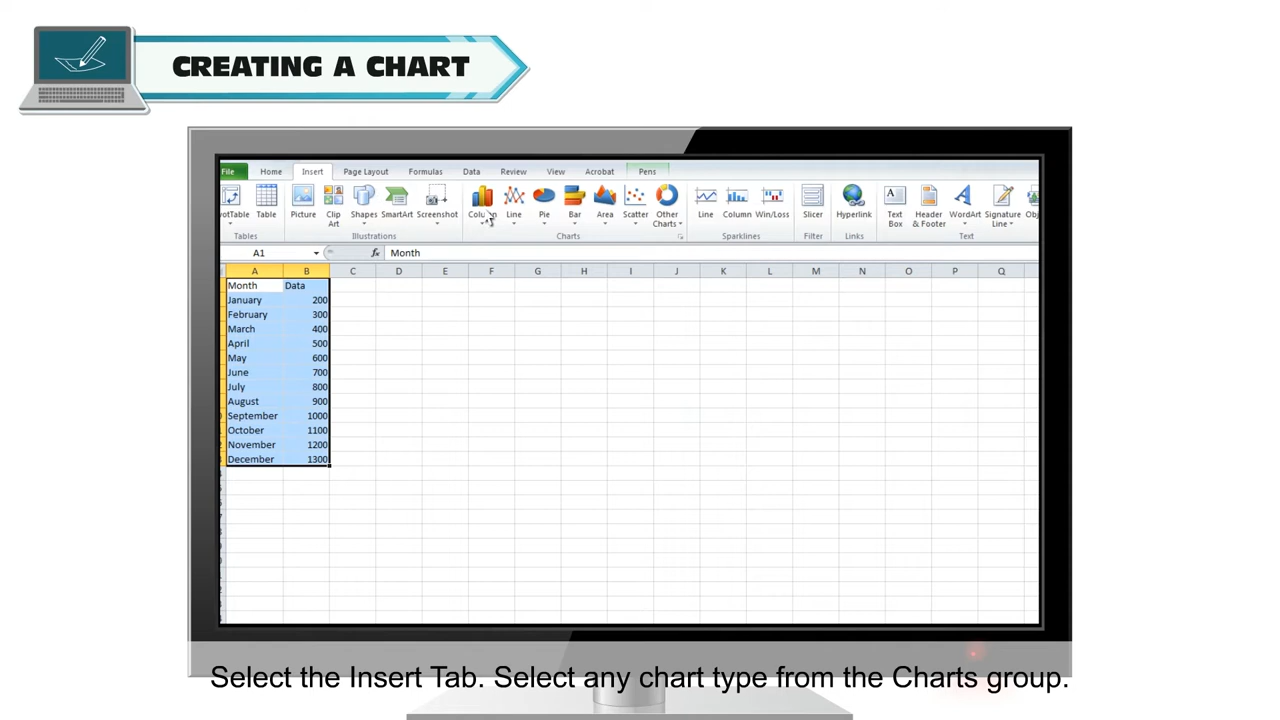 CREATING A CHART
File Home Insert Page Layout Formulas Data Review View Acrobat Pens
Table Picture Clip Art Shapes SmartArt Screenshot Column Line Pie Bar Area Scatter Other Charts Line Column Win/Loss Slicer Hyperlink Text Box Header & Footer WordArt Signature Line
Tables Illustrations Charts Sparklines Filter Links Text
A1 fx Month
A B C D E F G H I J K L M N O P Q
Month Data
January 200
February 300
March 400
April 500
May 600
June 700
July 800
August 900
September 1000
October 1100
November 1200
December 1300
Select the Insert Tab. Select any chart type from the Charts group.